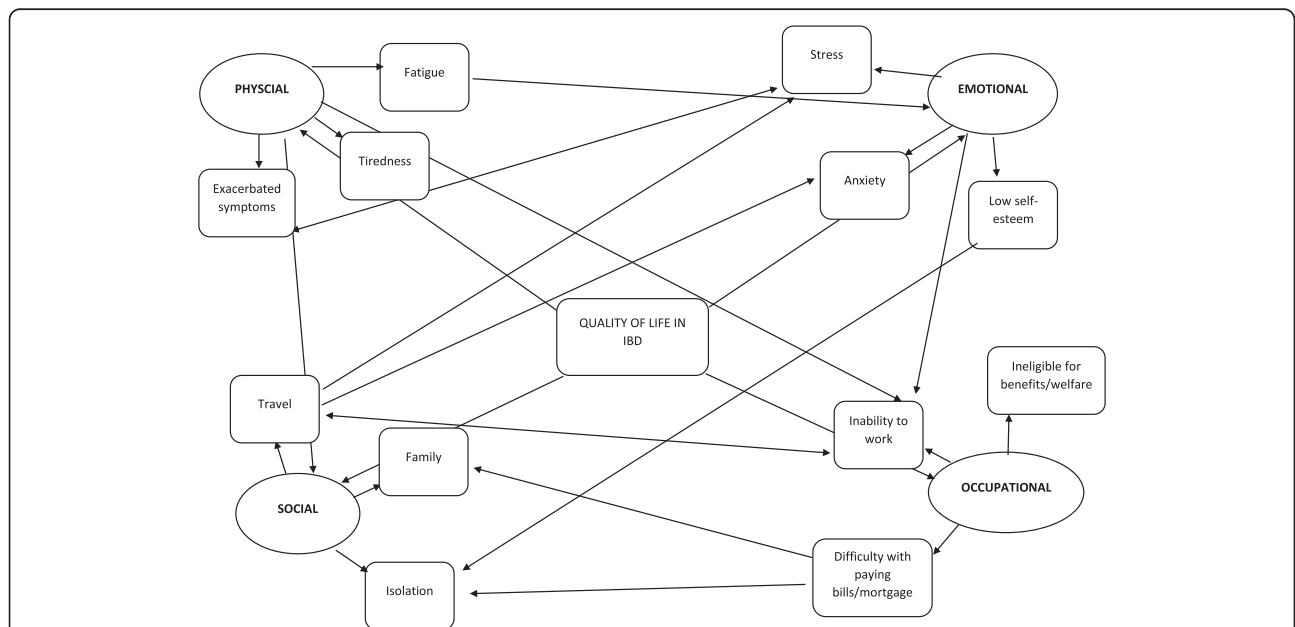 Stress
PHYSCIAL
Fatigue
EMOTIONAL
Tiredness
Anxiety
Exacerbated
symptoms
Low self-
esteem
QUALITY OF LIFE IN
IBD
Ineligible for
benefits/welfare
Travel
Inability to
work
Family
OCCUPATIONAL
SOCIAL
Difficulty with
paying
bills/mortgage
Isolation